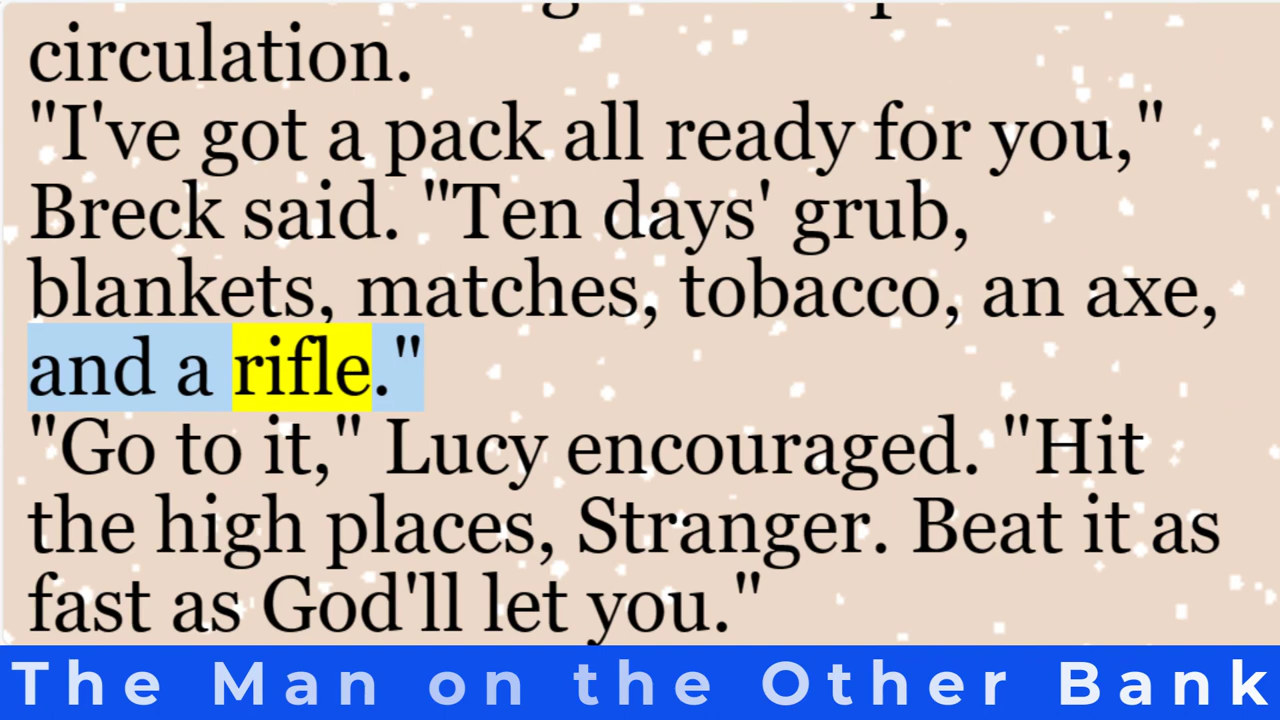 circulation.
"I've got a pack all ready for you,"
Breck said. "Ten days' grub,
blankets, matches, tobacco, an axe,
and a rifle."
"Go to it," Lucy encouraged. "Hit
the high places, Stranger. Beat it as
fast as God'll let you."
The Man on the Other Bank